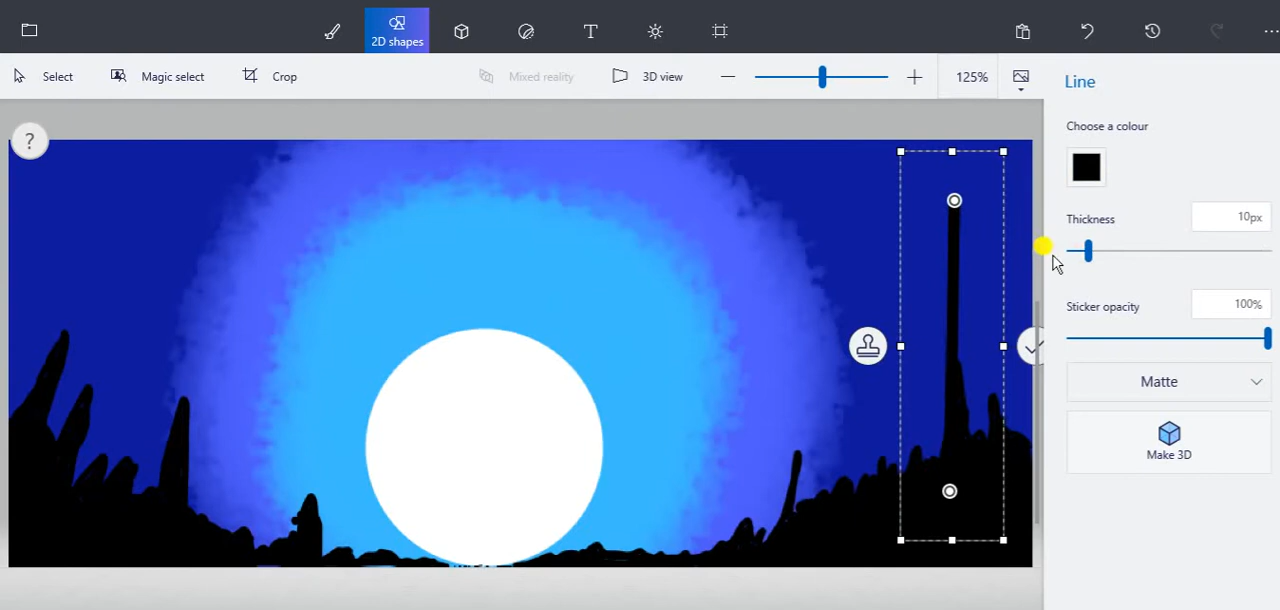 2D shapes
Select
Magic select
Crop
Mixed reality
3D view
125%
Line
Choose a colour
Thickness
10px
Sticker opacity
100%
Matte
Make 3D
?